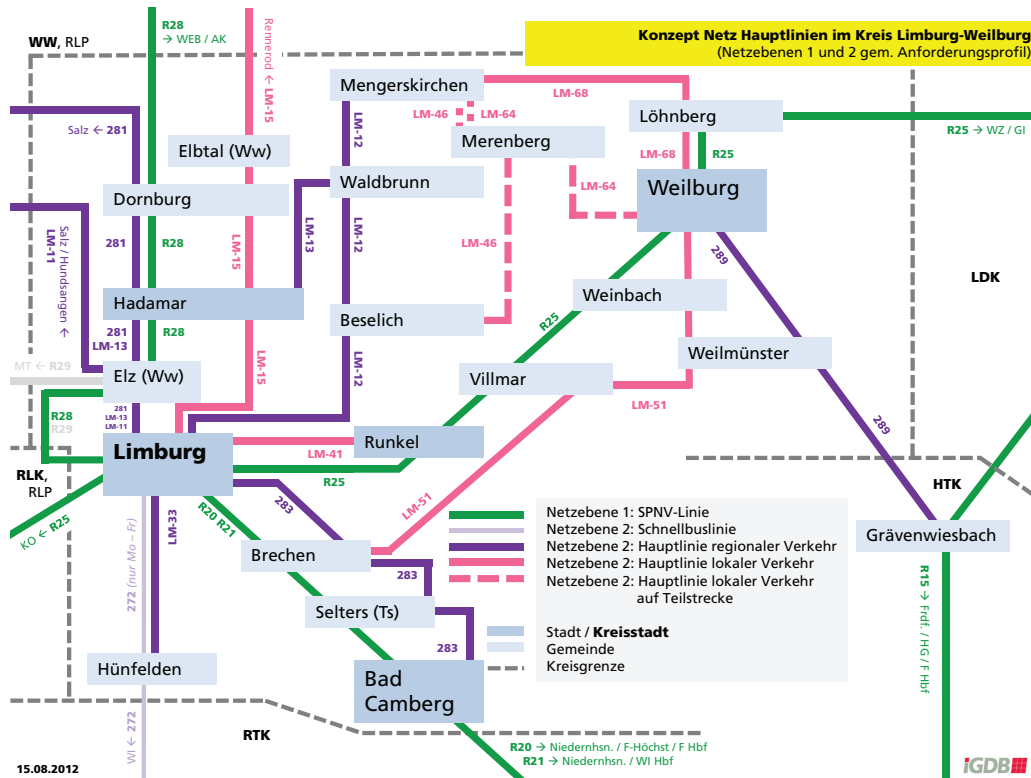 Konzept Netz Hauptlinien im Kreis Limburg-Weilburg
(Netzebenen 1 und 2 gem. Anforderungsprofil)
WW, RLP
R28
→ WEB / AK
Rennerod ← LM-15
Mengerskirchen
LM-68
LM-46
LM-64
Löhnberg
R25 → WZ / GI
LM-12
Salz ← 281
Elbtal (Ww)
Merenberg
LM-68
R25
Waldbrunn
LM-64
Weilburg
Dornburg
Salz / Hundsangen ←
LM-11
281
R28
LM-15
LM-13
LM-12
LM-46
289
LDK
Hadamar
Weinbach
Beselich
R25
281
LM-13
R28
LM-15
LM-12
Weilmünster
MT ← R29
Elz (Ww)
Villmar
LM-51
R28
R29
281
LM-13
LM-11
289
Limburg
Runkel
LM-41
R25
RLK,
RLP
HTK
KO ← R25
272 (nur Mo – Fr)
LM-33
R20 R21
283
LM-51
Grävenwiesbach
Brechen
283
Netzebene 1: SPNV-Linie
Netzebene 2: Schnellbuslinie
Netzebene 2: Hauptlinie regionaler Verkehr
Netzebene 2: Hauptlinie lokaler Verkehr
Netzebene 2: Hauptlinie lokaler Verkehr
auf Teilstrecke
Stadt / Kreisstadt
Gemeinde
Kreisgrenze
R15 → Frdf. / HG / F Hbf
Selters (Ts)
283
Hünfelden
Bad
Camberg
WI ← 272
RTK
R20 → Niedernhsn. / F-Höchst / F Hbf
R21 → Niedernhsn. / WI Hbf
15.08.2012
iGDB